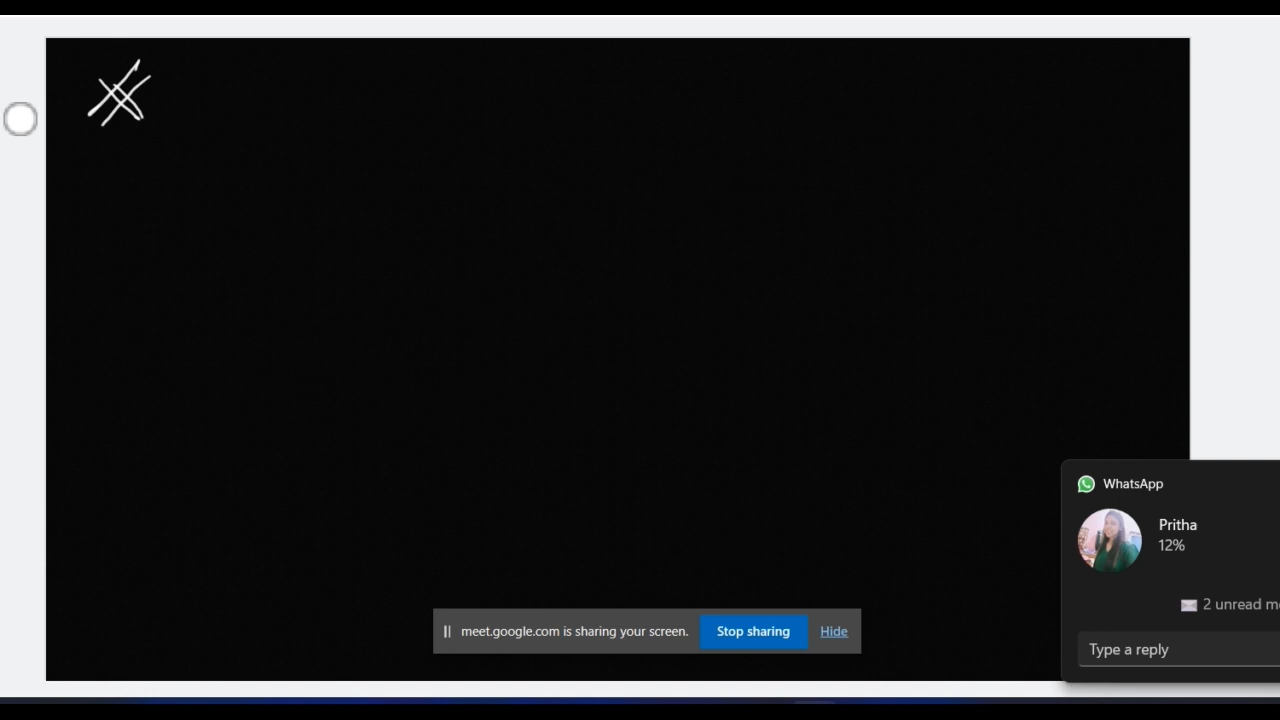 WhatsApp
Pritha
12%
2 unread m
meet.google.com is sharing your screen. Stop sharing Hide
Type a reply